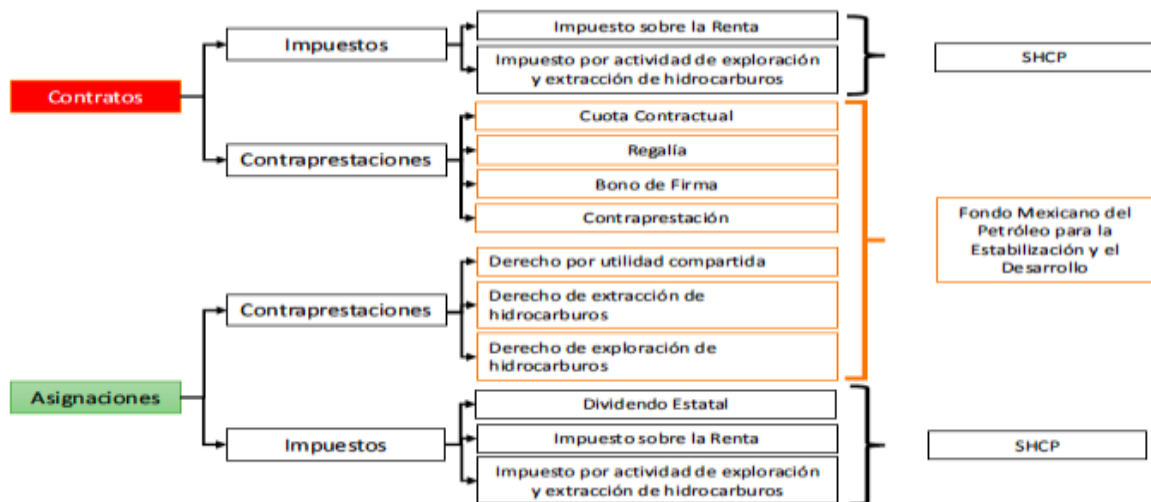 Contratos
Impuestos
Impuesto sobre la Renta
Impuesto por actividad de exploración
y extracción de hidrocarburos
SHCP
Contraprestaciones
Cuota Contractual
Regalía
Bono de Firma
Contraprestación
Fondo Mexicano del
Petróleo para la
Estabilización y el
Desarrollo
Asignaciones
Contraprestaciones
Derecho por utilidad compartida
Derecho de extracción de
hidrocarburos
Derecho de exploración de
hidrocarburos
Impuestos
Dividendo Estatal
Impuesto sobre la Renta
Impuesto por actividad de exploración
y extracción de hidrocarburos
SHCP